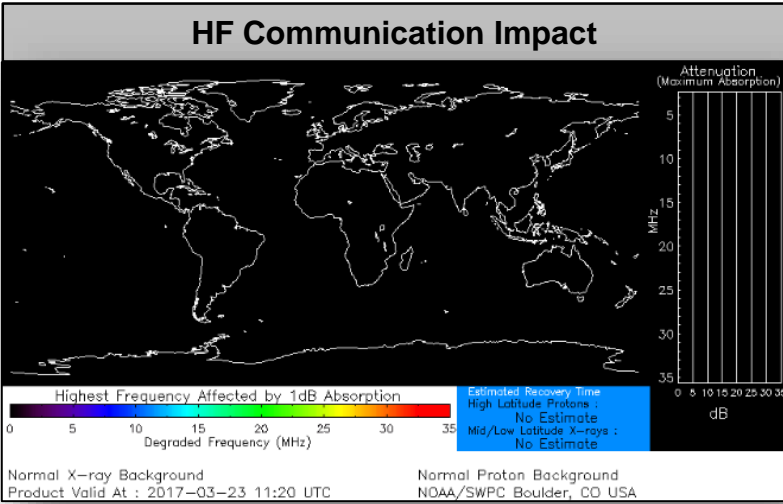 HF Communication Impact
Attenuation
(Maximum Absorption)
5
10
15
20
25
30
35
MHz
0 5 10 15 20 25 30 35
dB
Highest Frequency Affected by 1dB Absorption
0 5 10 15 20 25 30 35
Degraded Frequency (MHz)
Estimated Recovery Time
High Latitude Protons :
No Estimate
Mid/Low Latitude X-rays :
No Estimate
Normal X-ray Background
Normal Proton Background
Product Valid At : 2017-03-23 11:20 UTC
NOAA/SWPC Boulder, CO USA